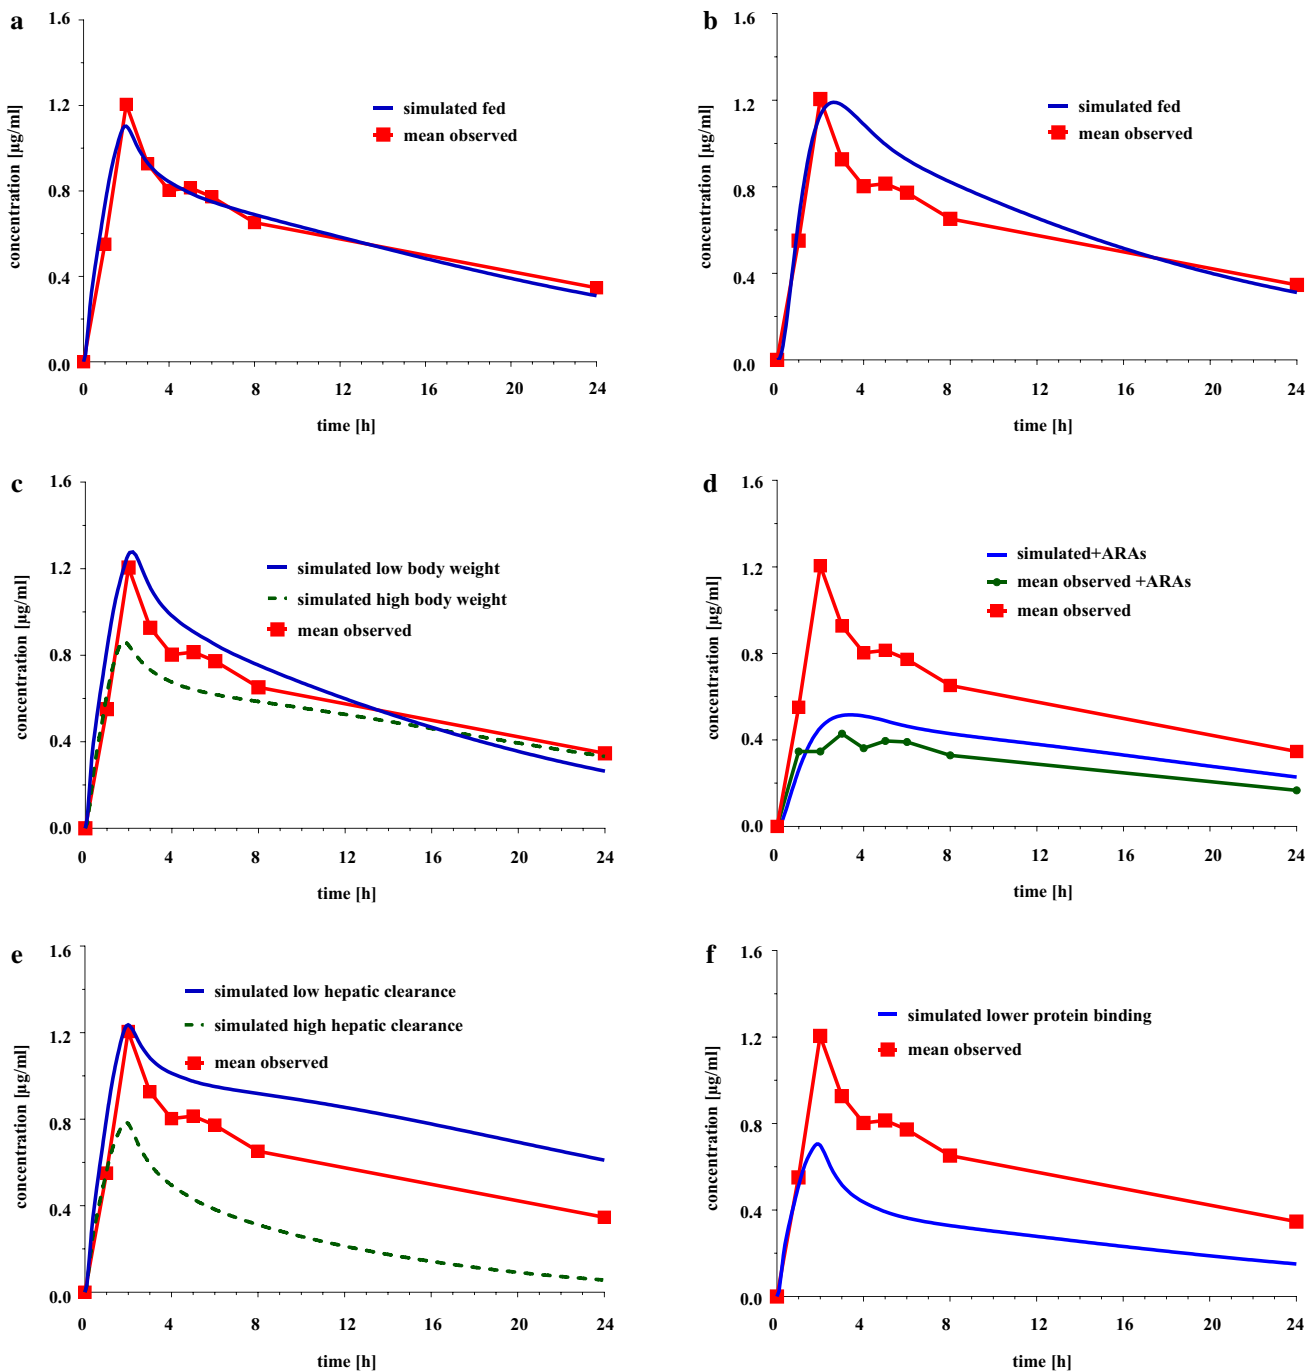 a
1.6
1.2
0.8
0.4
0.0
concentration [µg/ml]
simulated fed
mean observed
0 4 8 12 16 20 24
time [h]
b
1.6
1.2
0.8
0.4
0.0
concentration [µg/ml]
simulated fed
mean observed
0 4 8 12 16 20 24
time [h]
c
1.6
1.2
0.8
0.4
0.0
concentration [µg/ml]
simulated low body weight
simulated high body weight
mean observed
0 4 8 12 16 20 24
time [h]
d
1.6
1.2
0.8
0.4
0.0
concentration [µg/ml]
simulated+ARAs
mean observed +ARAs
mean observed
0 4 8 12 16 20 24
time [h]
e
1.6
1.2
0.8
0.4
0.0
concentration [µg/ml]
simulated low hepatic clearance
simulated high hepatic clearance
mean observed
0 4 8 12 16 20 24
time [h]
f
1.6
1.2
0.8
0.4
0.0
concentration [µg/ml]
simulated lower protein binding
mean observed
0 4 8 12 16 20 24
time [h]